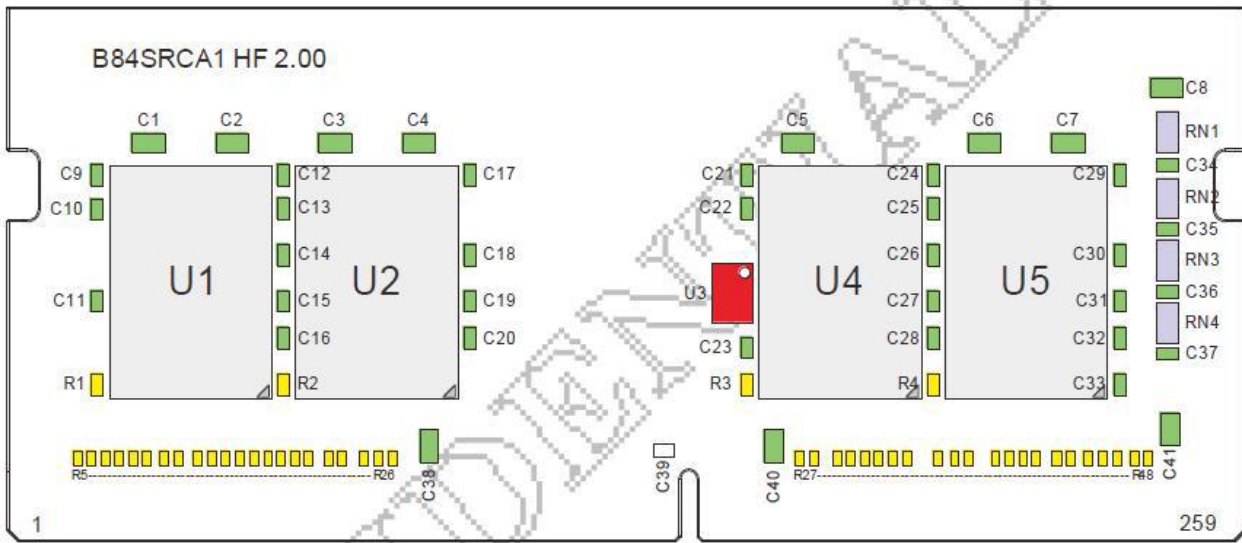 B84SRCA1 HF 2.00
C8
C1 C2 C3 C4 C5 C6 C7
RN1
C9 C12 C17 C21 C24 C29 C34
C10 C13 C22 C25 RN2
C35
C14 C18 C26 C30
U1 U2 U3 U4 U5 RN3
C11 C15 C19 C27 C31 C36
RN4
C16 C20 C23 C28 C32 C37
R1 R2 R3 R4 C33
C38 C39 C40 C41
R5 R26 R27 R48
1 259